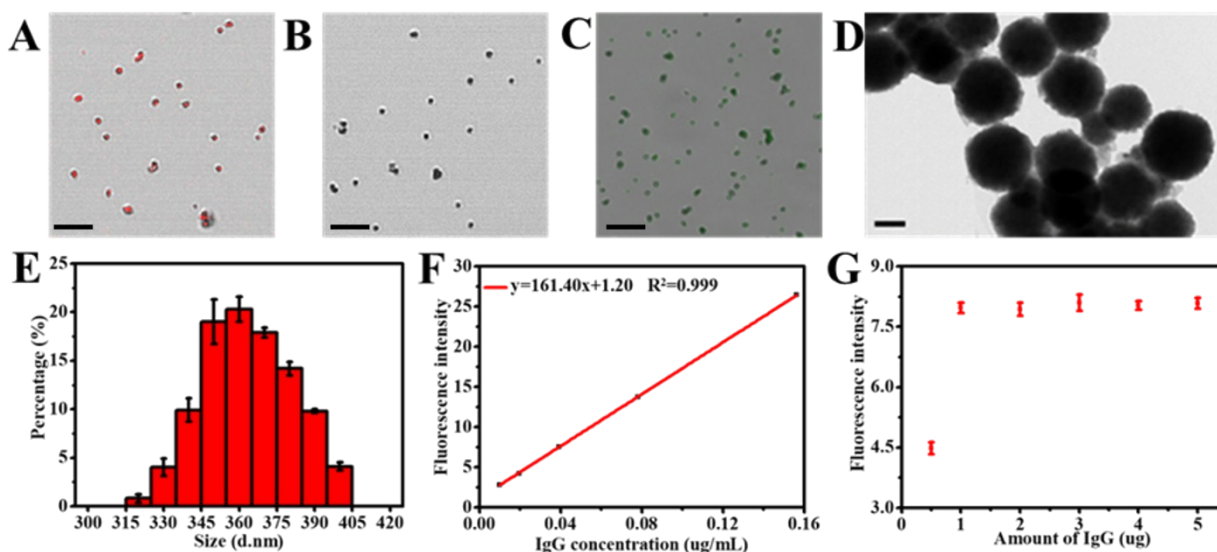 A
B
C
D
E
25
20
15
10
5
0
Percentage (%)
300 315 330 345 360 375 390 405 420
Size (d.nm)
F
y=161.40x+1.20 R²=0.999
30
25
20
15
10
5
0
Fluorescence intensity
0.00 0.04 0.08 0.12 0.16
IgG concentration (ug/mL)
G
9.0
7.5
6.0
4.5
3.0
Fluorescence intensity
0 1 2 3 4 5
Amount of IgG (ug)